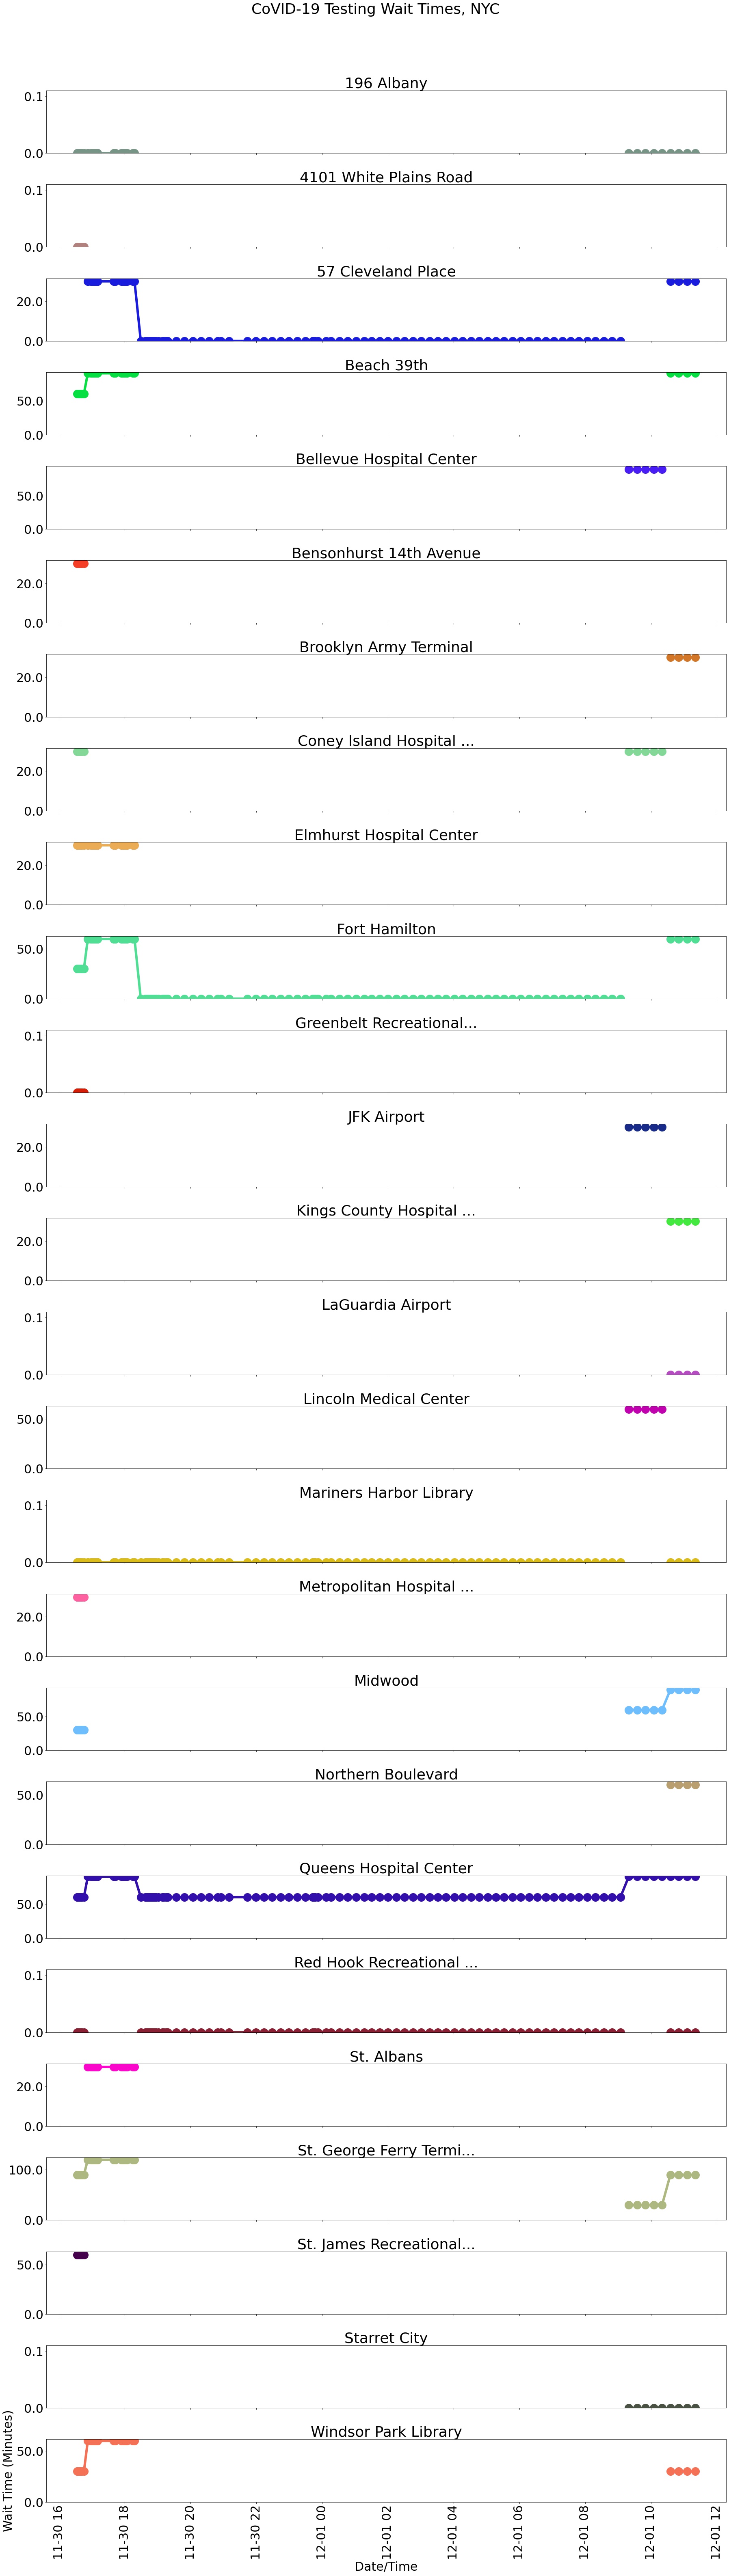 CoVID-19 Testing Wait Times, NYC
196 Albany
0.1
0.0
4101 White Plains Road
0.1
0.0
57 Cleveland Place
20.0
0.0
Beach 39th
50.0
0.0
Bellevue Hospital Center
50.0
0.0
Bensonhurst 14th Avenue
20.0
0.0
Brooklyn Army Terminal
20.0
0.0
Coney Island Hospital ...
20.0
0.0
Elmhurst Hospital Center
20.0
0.0
Fort Hamilton
50.0
0.0
Greenbelt Recreational...
0.1
0.0
JFK Airport
20.0
0.0
Kings County Hospital ...
20.0
0.0
LaGuardia Airport
0.1
0.0
Lincoln Medical Center
50.0
0.0
Mariners Harbor Library
0.1
0.0
Metropolitan Hospital ...
20.0
0.0
Midwood
50.0
0.0
Northern Boulevard
50.0
0.0
Queens Hospital Center
50.0
0.0
Red Hook Recreational ...
0.1
0.0
St. Albans
20.0
0.0
St. George Ferry Termi...
100.0
0.0
St. James Recreational...
50.0
0.0
Starret City
0.1
0.0
Windsor Park Library
50.0
0.0
Wait Time (Minutes)
11-30 16
11-30 18
11-30 20
11-30 22
12-01 00
12-01 02
12-01 04
12-01 06
12-01 08
12-01 10
12-01 12
Date/Time